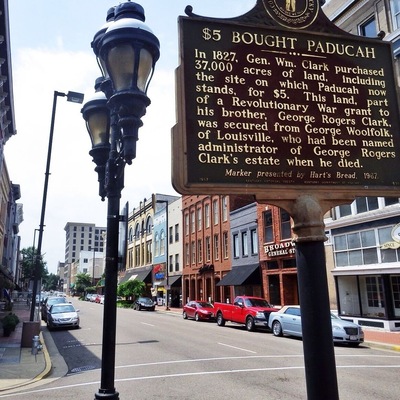 $5 BOUGHT PADUCAH
In 1827, Gen. Wm. Clark purchased
37,000 acres of land, including
the site on which Paducah now
stands, for $5. This land, part
of a Revolutionary War grant to
his brother, George Rogers Clark,
was secured from George Woolfolk,
of Louisville, who had been named
administrator of George Rogers
Clark's estate when he died.
Marker presented by Hart's Bread, 1947
BROADWAY
GENERAL STORE